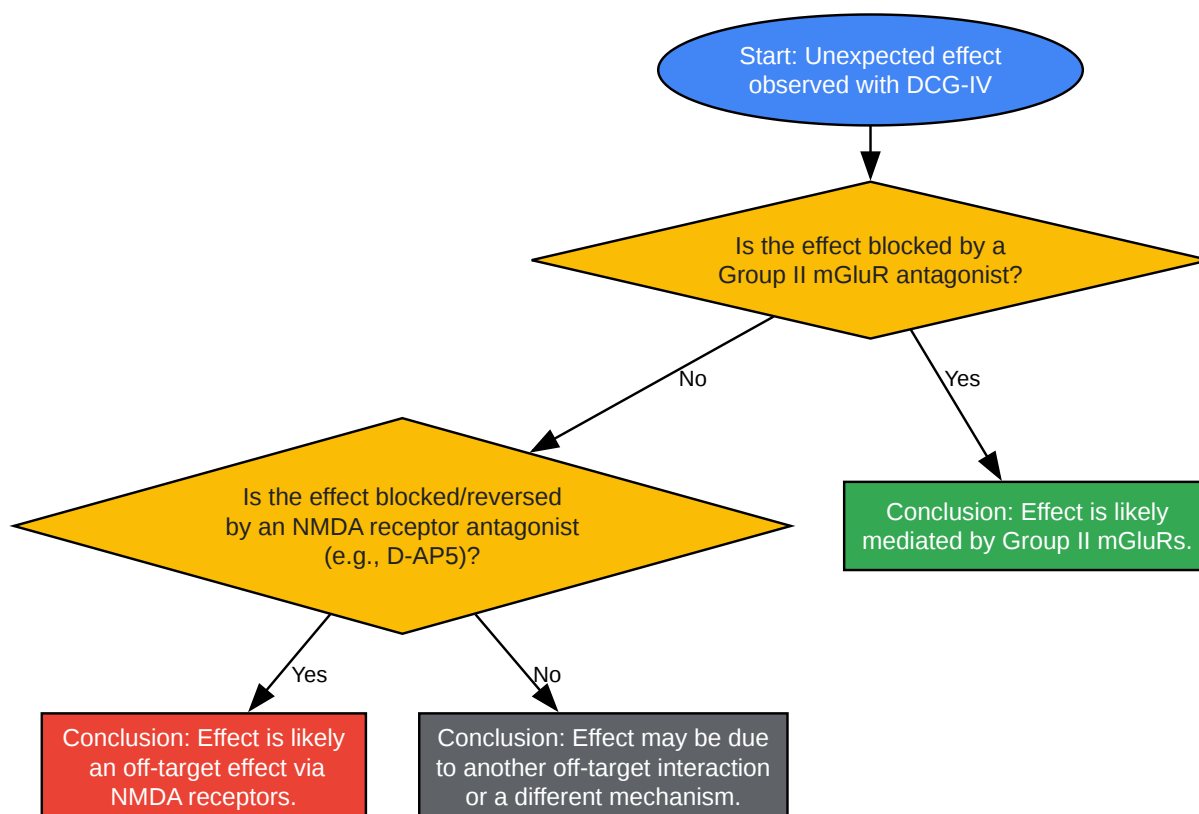 Start: Unexpected effect
observed with DCG-IV
Is the effect blocked by a
Group II mGluR antagonist?
No
Yes
Is the effect blocked/reversed
by an NMDA receptor antagonist
(e.g., D-AP5)?
Conclusion: Effect is likely
mediated by Group II mGluRs.
Yes
No
Conclusion: Effect is likely
an off-target effect via
NMDA receptors.
Conclusion: Effect may be due
to another off-target interaction
or a different mechanism.